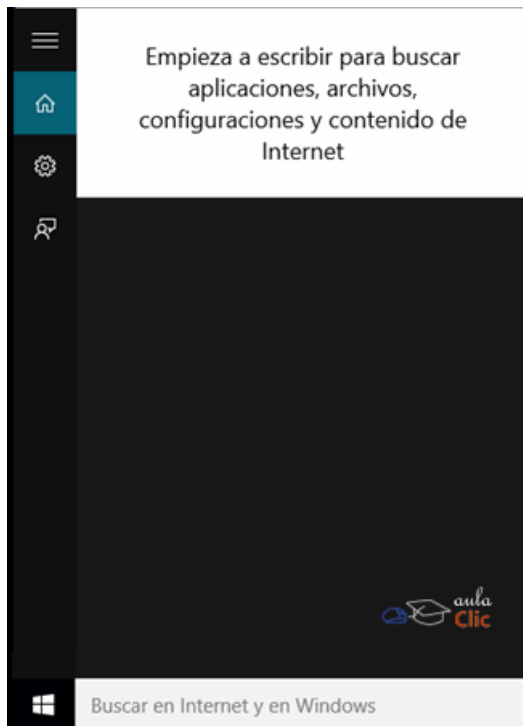 Empieza a escribir para buscar
aplicaciones, archivos,
configuraciones y contenido de
Internet
aula
Clic
Buscar en Internet y en Windows